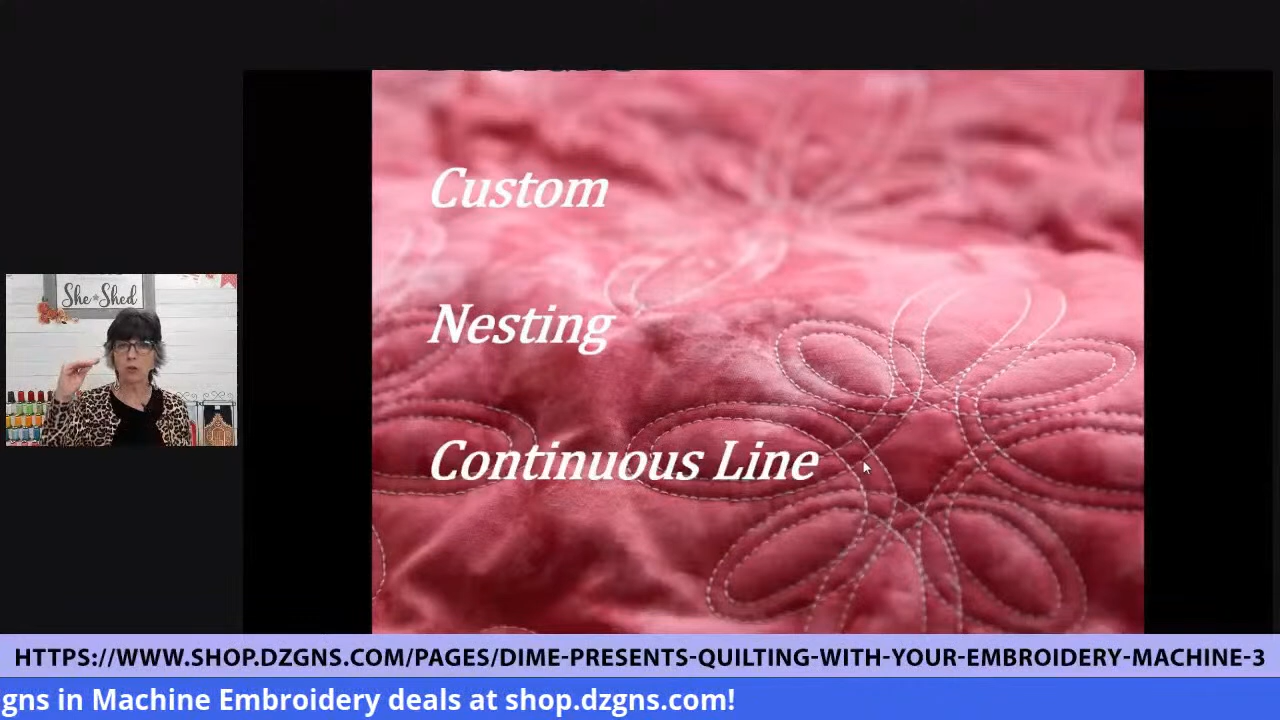 Custom
Nesting
Continuous Line
She Shed
HTTPS://WWW.SHOP.DZGNS.COM/PAGES/DIME-PRESENTS-QUILTING-WITH-YOUR-EMBROIDERY-MACHINE-3
gns in Machine Embroidery deals at shop.dzgns.com!